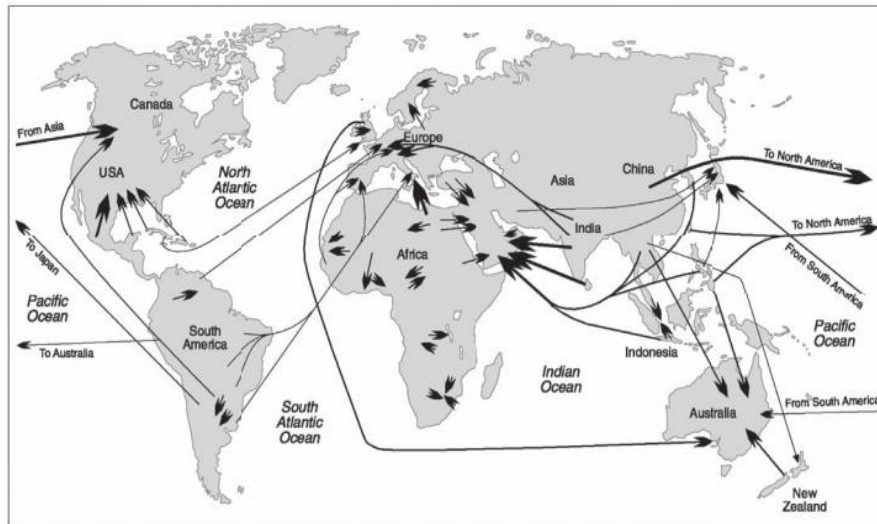 Canada
From Asia
USA
North
Atlantic
Ocean
Europe
Asia
China
To North America
India
To North America
From South
America
Africa
To Japan
Pacific
Ocean
South
America
To Australia
Indonesia
Pacific
Ocean
Indian
Ocean
South
Atlantic
Ocean
Australia
From South America
New
Zealand